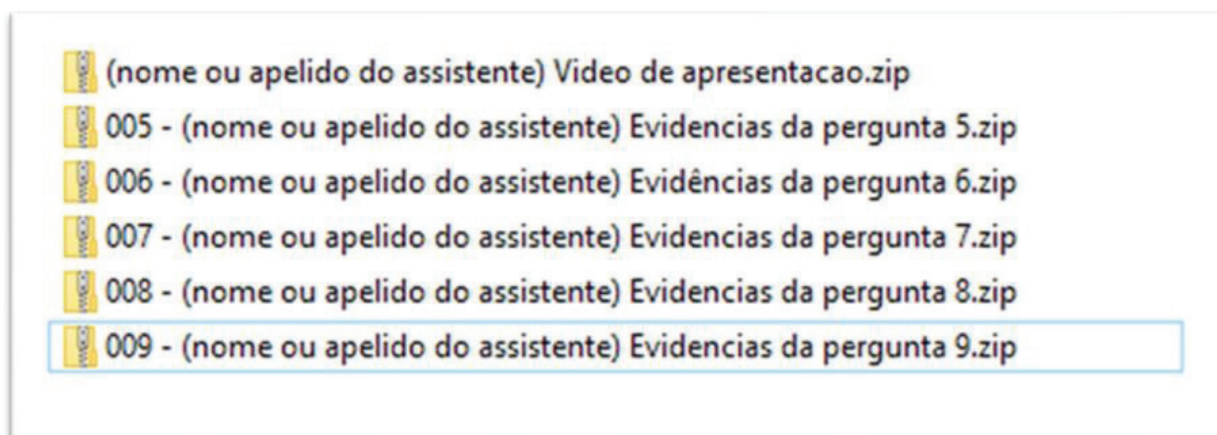 (nome ou apelido do assistente) Video de apresentacao.zip
005 - (nome ou apelido do assistente) Evidencias da pergunta 5.zip
006 - (nome ou apelido do assistente) Evidências da pergunta 6.zip
007 - (nome ou apelido do assistente) Evidencias da pergunta 7.zip
008 - (nome ou apelido do assistente) Evidencias da pergunta 8.zip
009 - (nome ou apelido do assistente) Evidencias da pergunta 9.zip